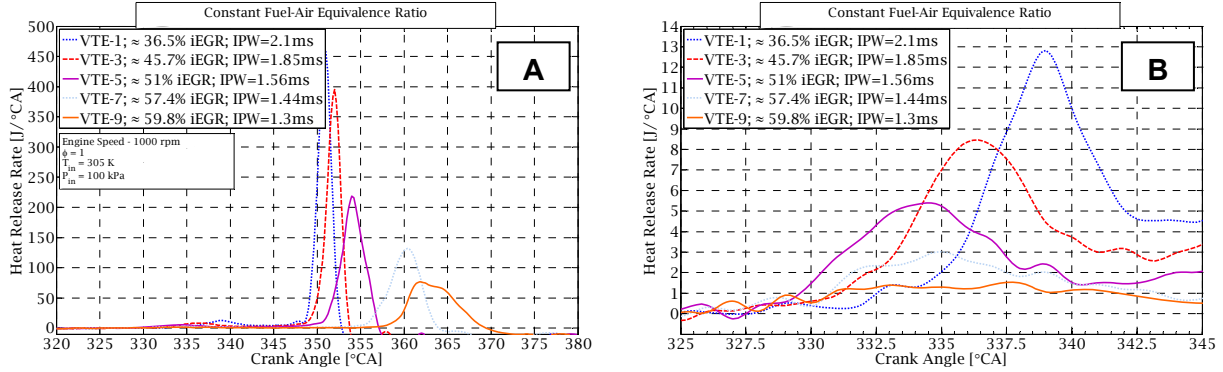 Constant Fuel-Air Equivalence Ratio
500
450
400
350
300
250
200
150
100
50
0
Heat Release Rate [J/°CA]
VTE-1; ≈ 36.5% iEGR; IPW=2.1ms
VTE-3; ≈ 45.7% iEGR; IPW=1.85ms
VTE-5; ≈ 51% iEGR; IPW=1.56ms
VTE-7; ≈ 57.4% iEGR; IPW=1.44ms
VTE-9; ≈ 59.8% iEGR; IPW=1.3ms
A
Engine Speed - 1000 rpm
ϕ = 1
T_in = 305 K
P_in = 100 kPa
320 325 330 335 340 345 350 355 360 365 370 375 380
Crank Angle [°CA]
Constant Fuel-Air Equivalence Ratio
14
13
12
11
10
9
8
7
6
5
4
3
2
1
0
Heat Release Rate [J/°CA]
VTE-1; ≈ 36.5% iEGR; IPW=2.1ms
VTE-3; ≈ 45.7% iEGR; IPW=1.85ms
VTE-5; ≈ 51% iEGR; IPW=1.56ms
VTE-7; ≈ 57.4% iEGR; IPW=1.44ms
VTE-9; ≈ 59.8% iEGR; IPW=1.3ms
B
325 327.5 330 332.5 335 337.5 340 342.5 345
Crank Angle [°CA]